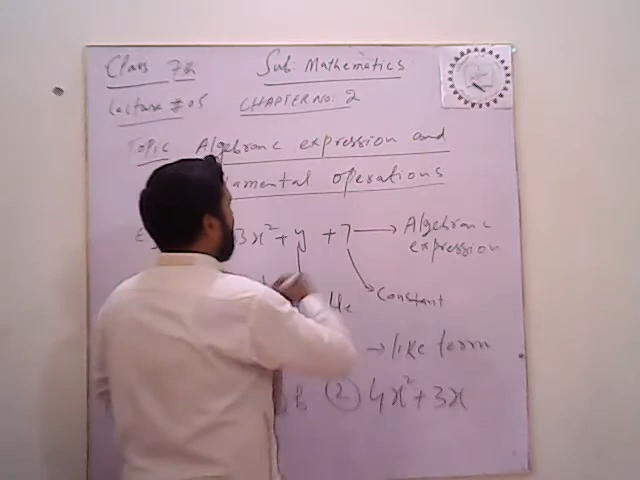 Class 7th Sub: Mathematics
Lecture #05 CHAPTER NO: 2
Topic Algebraic expression and
damental operations
3x² + y + 7 → Algebraic
expression
Constant
→ like term
② 4x² + 3x